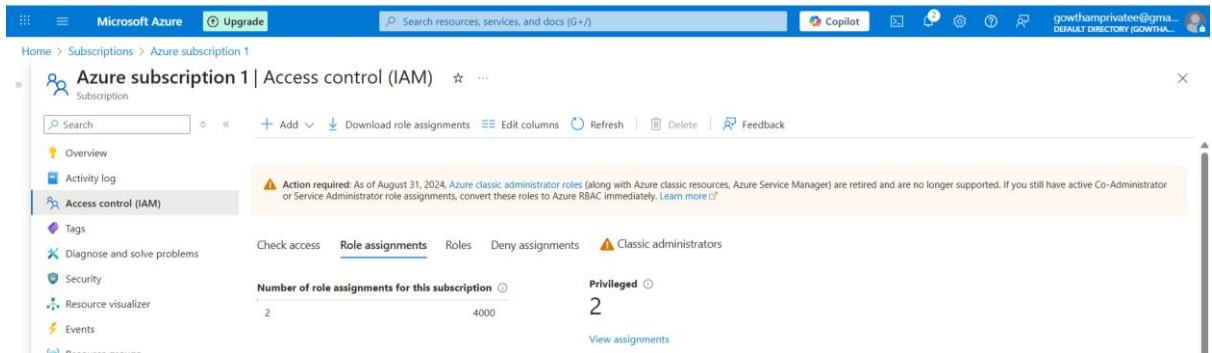 Microsoft Azure
Upgrade
Search resources, services, and docs (G+/)
Copilot
2
gowthamprivatee@gma...
DEFAULT DIRECTORY (GOWTHA...
Home > Subscriptions > Azure subscription 1
Azure subscription 1 | Access control (IAM)
Subscription
Search
Add
Download role assignments
Edit columns
Refresh
Delete
Feedback
Overview
Activity log
Access control (IAM)
Tags
Diagnose and solve problems
Security
Resource visualizer
Events
Action required: As of August 31, 2024, Azure classic administrator roles (along with Azure classic resources, Azure Service Manager) are retired and are no longer supported. If you still have active Co-Administrator
or Service Administrator role assignments, convert these roles to Azure RBAC immediately. Learn more
Check access Role assignments Roles Deny assignments Classic administrators
Number of role assignments for this subscription
2 4000
Privileged
2
View assignments